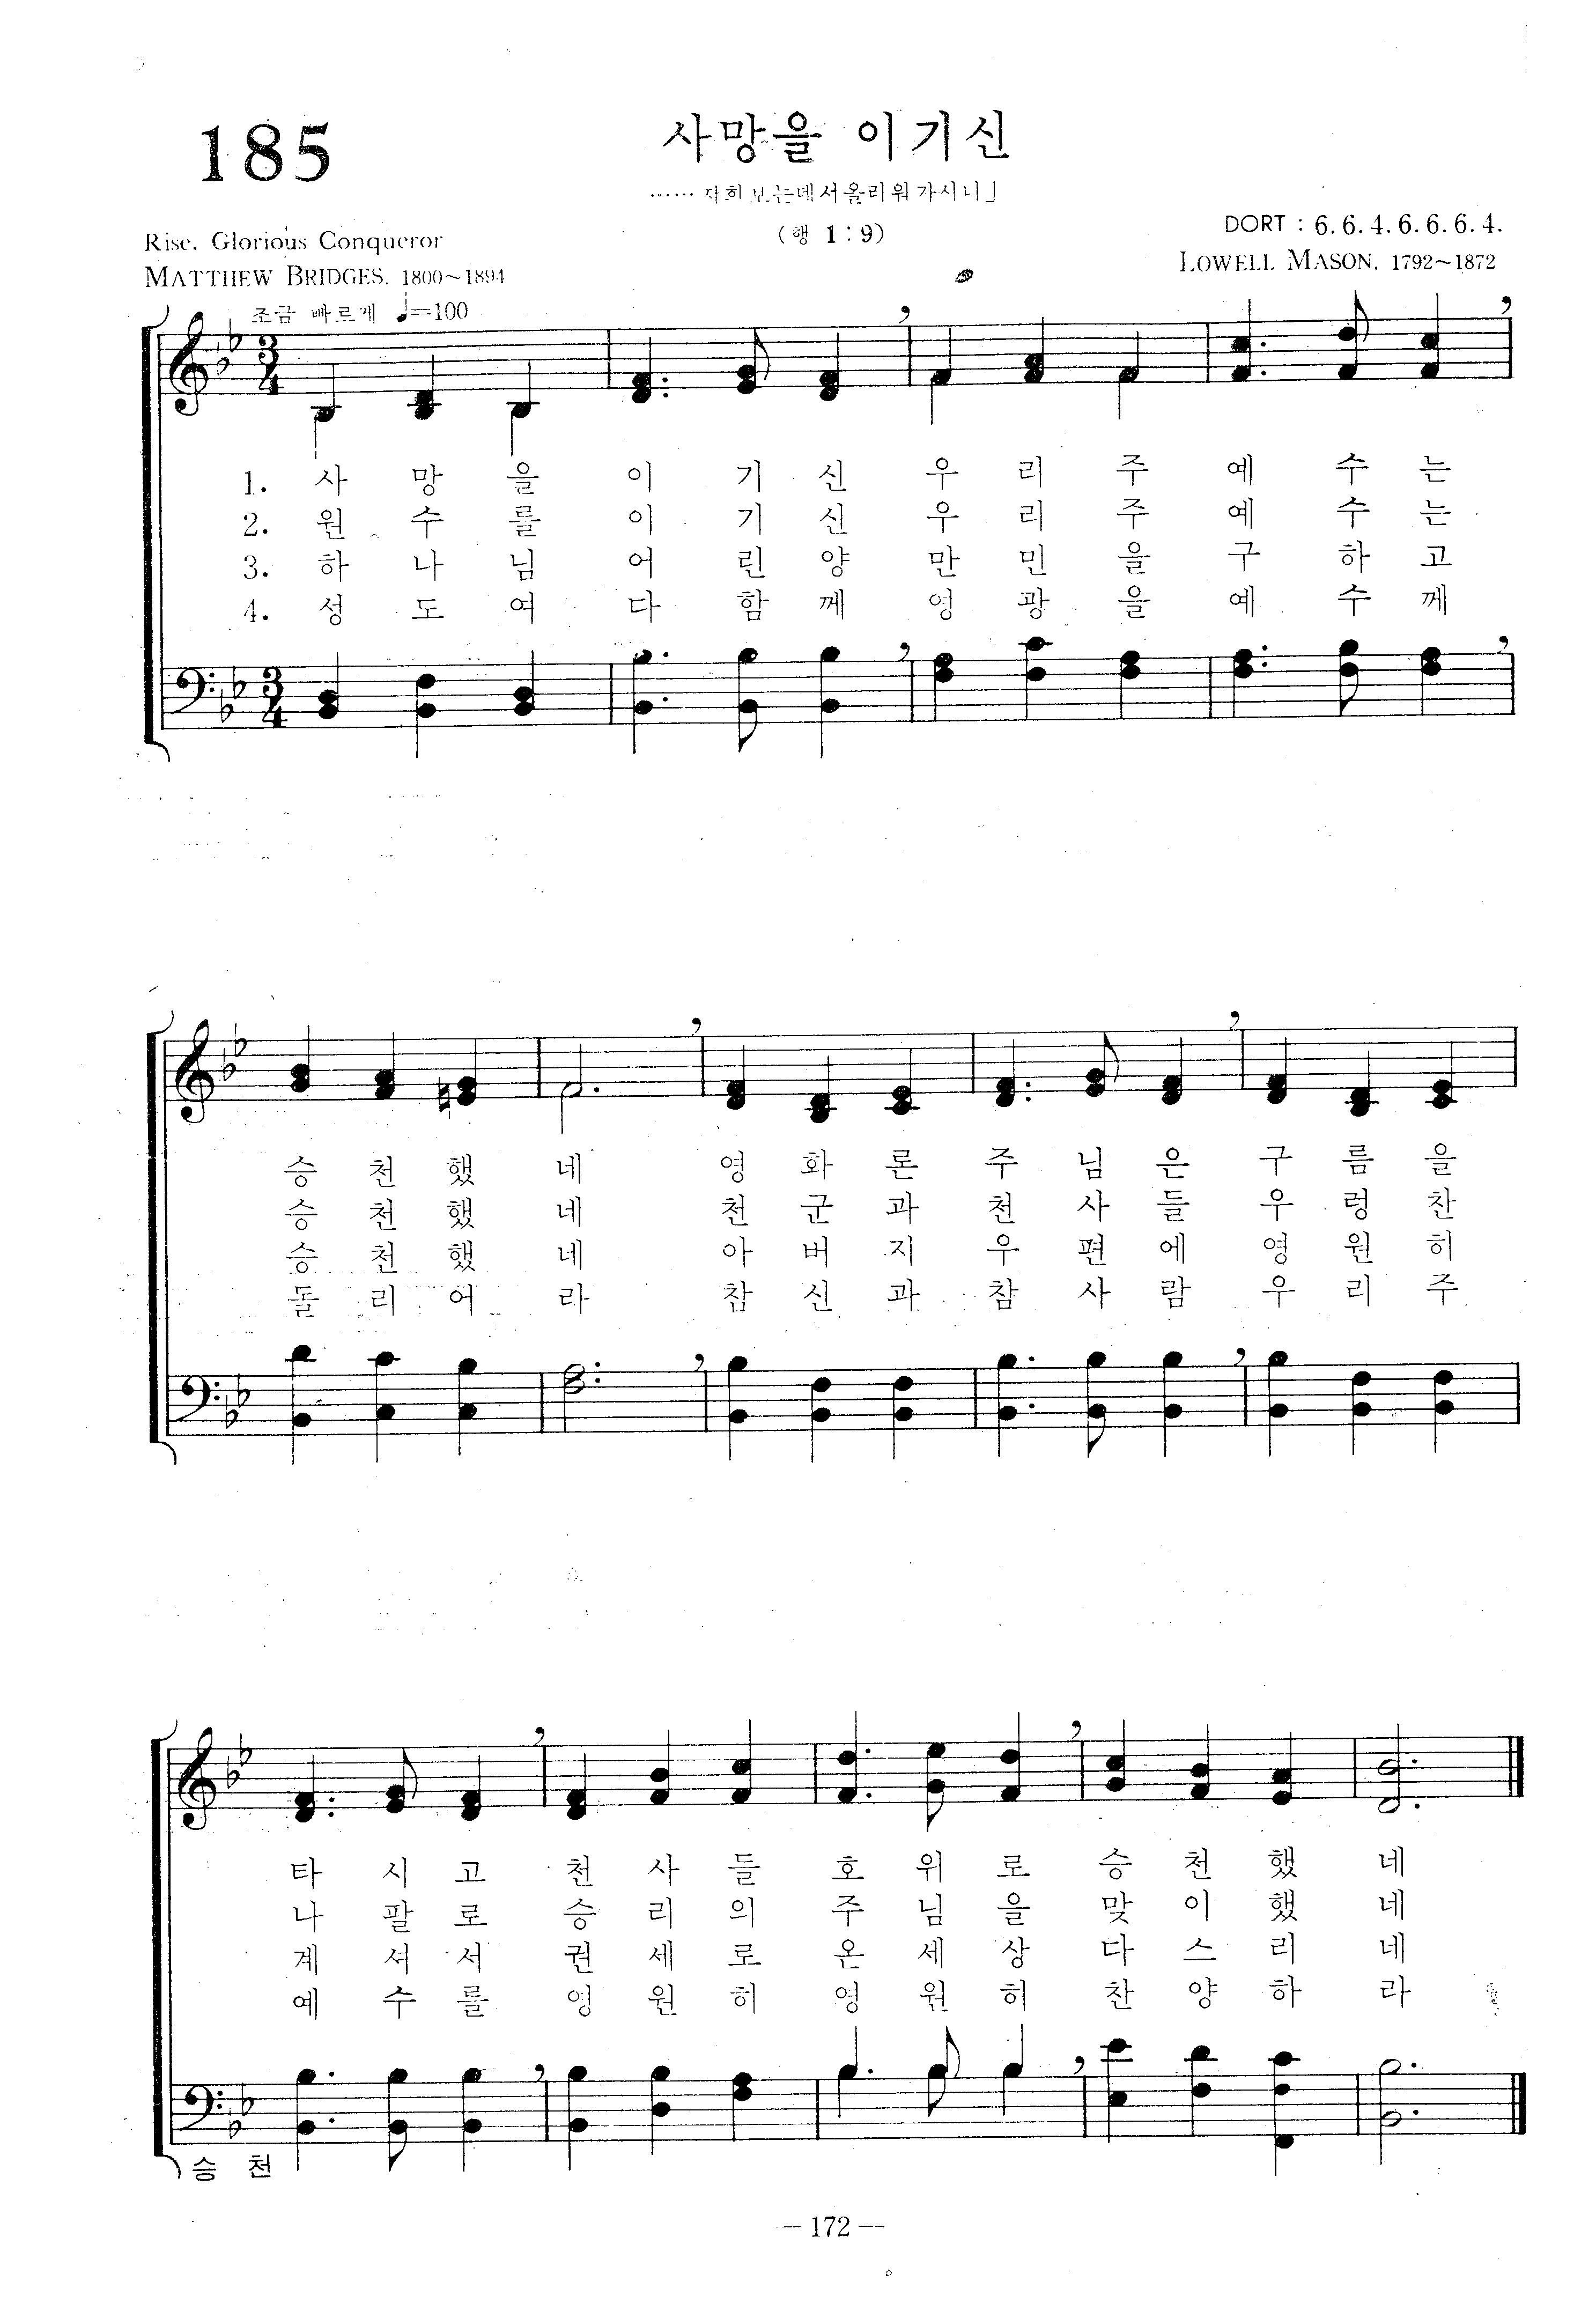 185
사망을 이기신
…… 저희 보는데서 올리워 가시니」
(행 1:9)
Rise, Glorious Conqueror
MATTHEW BRIDGES, 1800~1894
DORT : 6. 6. 4. 6. 6. 6. 4.
LOWELL MASON, 1792~1872
조금 빠르게 ♩=100
1. 사 망 을 이 기 신 우 리 주 예 수 는
2. 원 수 를 이 기 신 우 리 주 예 수 는
3. 하 나 님 어 린 양 만 민 을 구 하 고
4. 성 도 여 다 함 께 영 광 을 예 수 께
승 천 했 네 영 화 론 주 님 은 구 름 을
승 천 했 네 천 군 과 천 사 들 우 렁 찬
승 천 했 네 아 버 지 우 편 에 영 원 히
돌 리 어 라 참 신 과 참 사 람 우 리 주
타 시 고 천 사 들 호 위 로 승 천 했 네
나 팔 로 승 리 의 주 님 을 맞 이 했 네
계 셔 서 권 세 로 온 세 상 다 스 리 네
예 수 를 영 원 히 영 원 히 찬 양 하 라
승 천
— 172 —